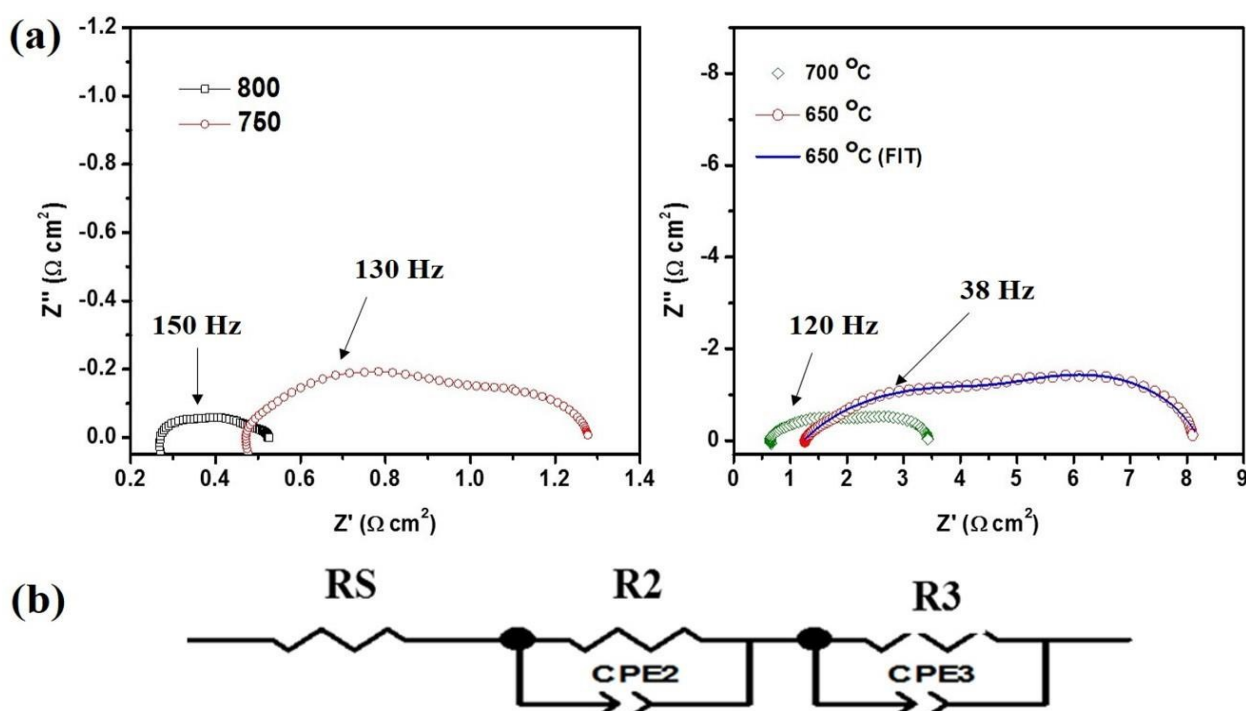 (a)
-1.2
-1.0
-0.8
-0.6
-0.4
-0.2
0.0
Z'' (Ω cm²)
800
750
150 Hz
130 Hz
0.2 0.4 0.6 0.8 1.0 1.2 1.4
Z' (Ω cm²)
-8
-6
-4
-2
0
Z'' (Ω cm²)
700 °C
650 °C
650 °C (FIT)
120 Hz
38 Hz
0 1 2 3 4 5 6 7 8 9
Z' (Ω cm²)
(b)
RS R2 R3
CPE2 CPE3